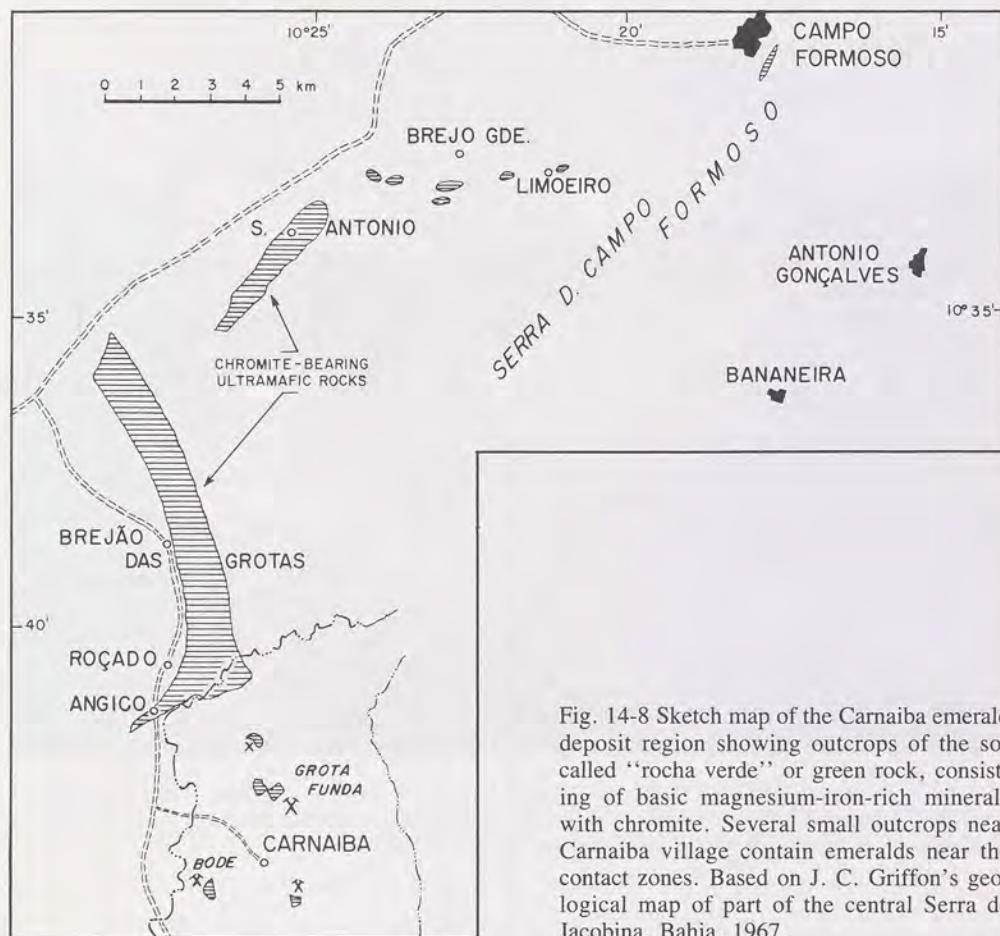 10°25'
20'
15'
CAMPO
FORMOSO
0 1 2 3 4 5 km
BREJO GDE.
LIMOEIRO
S. ANTONIO
SERRA D. CAMPO
FORMOSO
ANTONIO
GONÇALVES
35'
10° 35'
CHROMITE-BEARING
ULTRAMAFIC ROCKS
BANANEIRA
BREJÃO
DAS GROTAS
40'
ROÇADO
ANGICO
GROTA
FUNDA
CARNAIBA
BODE
Fig. 14-8 Sketch map of the Carnaiba emerald
deposit region showing outcrops of the so-
called “rocha verde” or green rock, consist-
ing of basic magnesium-iron-rich mineral
with chromite. Several small outcrops nea
Carnaiba village contain emeralds near th
contact zones. Based on J. C. Griffon's geo
logical map of part of the central Serra d
Jacobina, Bahia, 1967